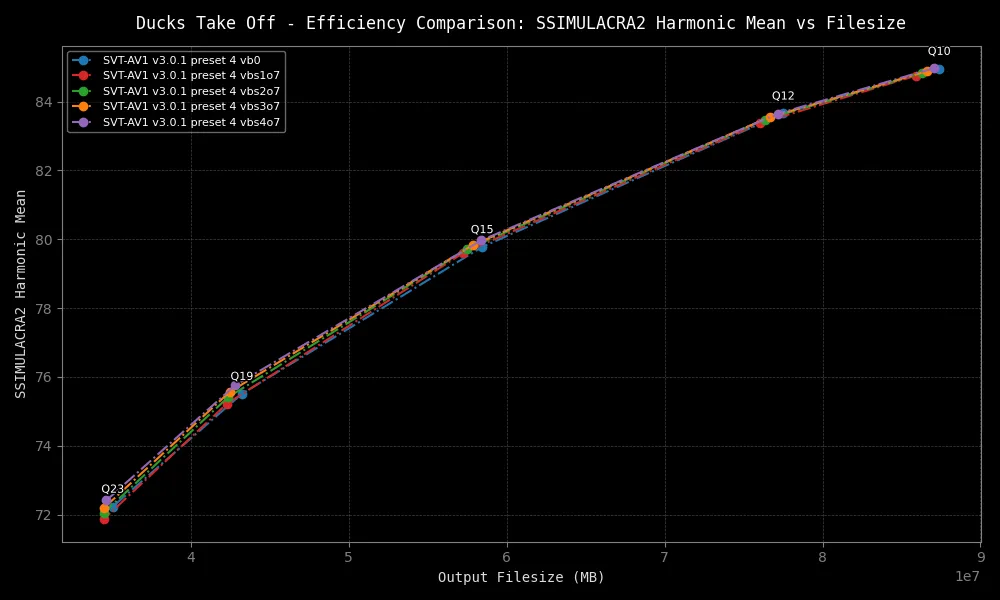 Ducks Take Off - Efficiency Comparison: SSIMULACRA2 Harmonic Mean vs Filesize
SVT-AV1 v3.0.1 preset 4 vb0
SVT-AV1 v3.0.1 preset 4 vbs1o7
SVT-AV1 v3.0.1 preset 4 vbs2o7
SVT-AV1 v3.0.1 preset 4 vbs3o7
SVT-AV1 v3.0.1 preset 4 vbs4o7
Q10
Q12
Q15
Q19
Q23
SSIMULACRA2 Harmonic Mean
84
82
80
78
76
74
72
4 5 6 7 8 9
1e7
Output Filesize (MB)